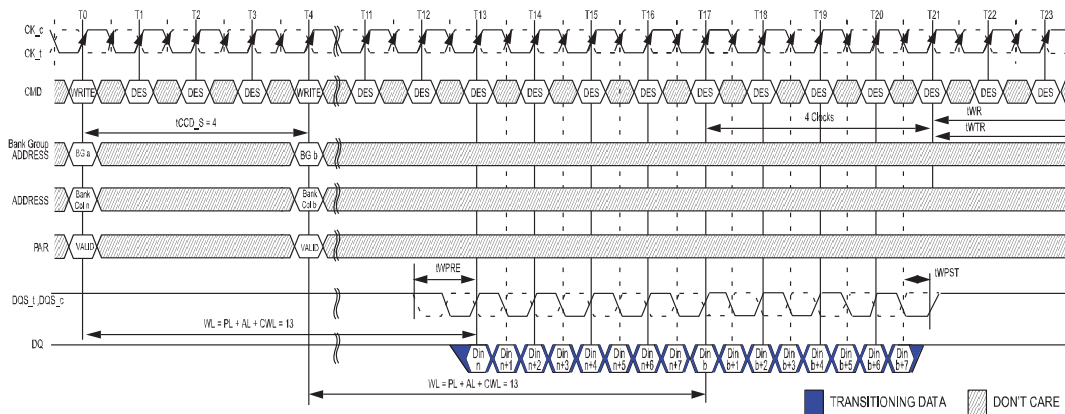 T0 T1 T2 T3 T4 T11 T12 T13 T14 T15 T16 T17 T18 T19 T20 T21 T22 T23
CK_c
CK_t
CMD WRITE DES DES DES WRITE DES DES DES DES DES DES DES DES DES DES DES DES DES
tCCD_S = 4 4 Clocks tWR
tWTR
Bank Group
ADDRESS BG a BG b
ADDRESS Bank Col n Bank Col b
PAR VALID VALID
tWPRE tWPST
DQS_t ,DQS_c
WL = PL + AL + CWL = 13
DQ Din n Din n+1 Din n+2 Din n+3 Din n+4 Din n+5 Din n+6 Din n+7 Din b Din b+1 Din b+2 Din b+3 Din b+4 Din b+5 Din b+6 Din b+7
WL = PL + AL + CWL = 13
TRANSITIONING DATA DON'T CARE